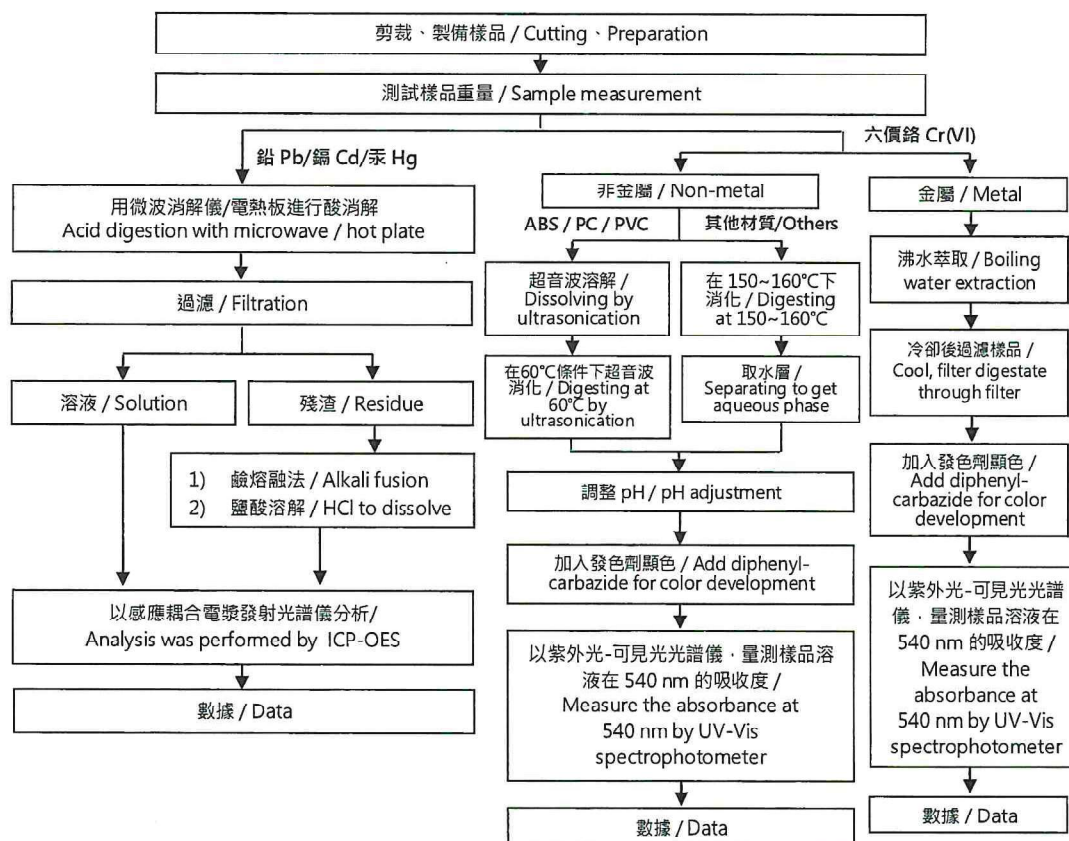 剪裁、製備樣品 / Cutting、Preparation
測試樣品重量 / Sample measurement
鉛 Pb/鎘 Cd/汞 Hg
六價鉻 Cr(VI)
用微波消解儀/電熱板進行酸消解
Acid digestion with microwave / hot plate
過濾 / Filtration
溶液 / Solution
殘渣 / Residue
1) 鹼熔融法 / Alkali fusion
2) 鹽酸溶解 / HCl to dissolve
以感應耦合電漿發射光譜儀分析/
Analysis was performed by ICP-OES
數據 / Data
非金屬 / Non-metal
ABS / PC / PVC
其他材質/Others
超音波溶解 /
Dissolving by
ultrasonication
在 150~160°C下
消化 / Digesting
at 150~160°C
在60°C條件下超音波
消化 / Digesting at
60°C by
ultrasonication
取水層 /
Separating to get
aqueous phase
調整 pH / pH adjustment
加入發色劑顯色 / Add diphenyl-
carbazide for color development
以紫外光-可見光光譜儀，量測樣品溶
液在 540 nm 的吸收度 /
Measure the absorbance at
540 nm by UV-Vis
spectrophotometer
數據 / Data
金屬 / Metal
沸水萃取 / Boiling
water extraction
冷卻後過濾樣品 /
Cool, filter digestate
through filter
加入發色劑顯色 /
Add diphenyl-
carbazide for color
development
以紫外光-可見光光譜
儀，量測樣品溶液在
540 nm 的吸收度 /
Measure the
absorbance at
540 nm by UV-Vis
spectrophotometer
數據 / Data